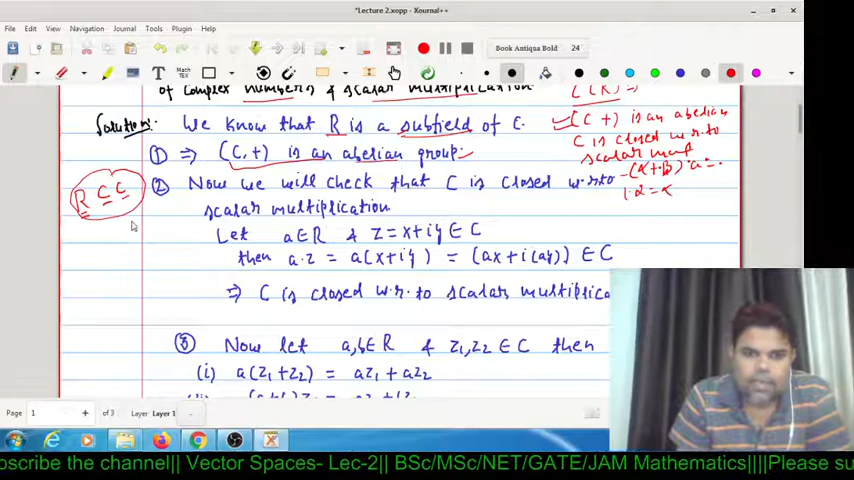 *Lecture 2.xopp - Xournal++
File Edit View Navigation Journal Tools Plugin Help
Book Antiqua Bold 24
of complex numbers & scalar multiplication.
Solution:- We know that R is a subfield of C.
① ⇒ (C,+) is an abelian group.
② Now we will check that C is closed w.r.to
scalar multiplication
Let a∈R & z=x+iy ∈ C
then a·z = a(x+iy) = (ax+i(ay)) ∈ C
⇒ C is closed w.r.to scalar multiplica
③ Now let a,b∈R & z1,z2 ∈ C then
(i) a(z1+z2) = az1+az2
R ⊆ C
C(R) ⇒
(C +) is an abelian
C is closed w.r.to
scalar mul
(α+β)·a = .
1·α=α
Page 1 of 3 Layer Layer 1
bscribe the channel|| Vector Spaces- Lec-2|| BSc/MSc/NET/GATE/JAM Mathematics||||Please su